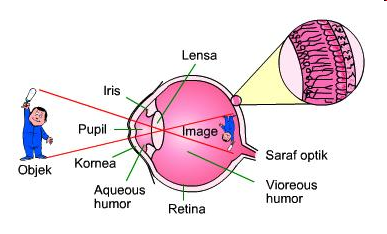 Lensa
Iris
Pupil
Image
Kornea
Objek
Saraf optik
Aqueous
humor
Vioreous
humor
Retina